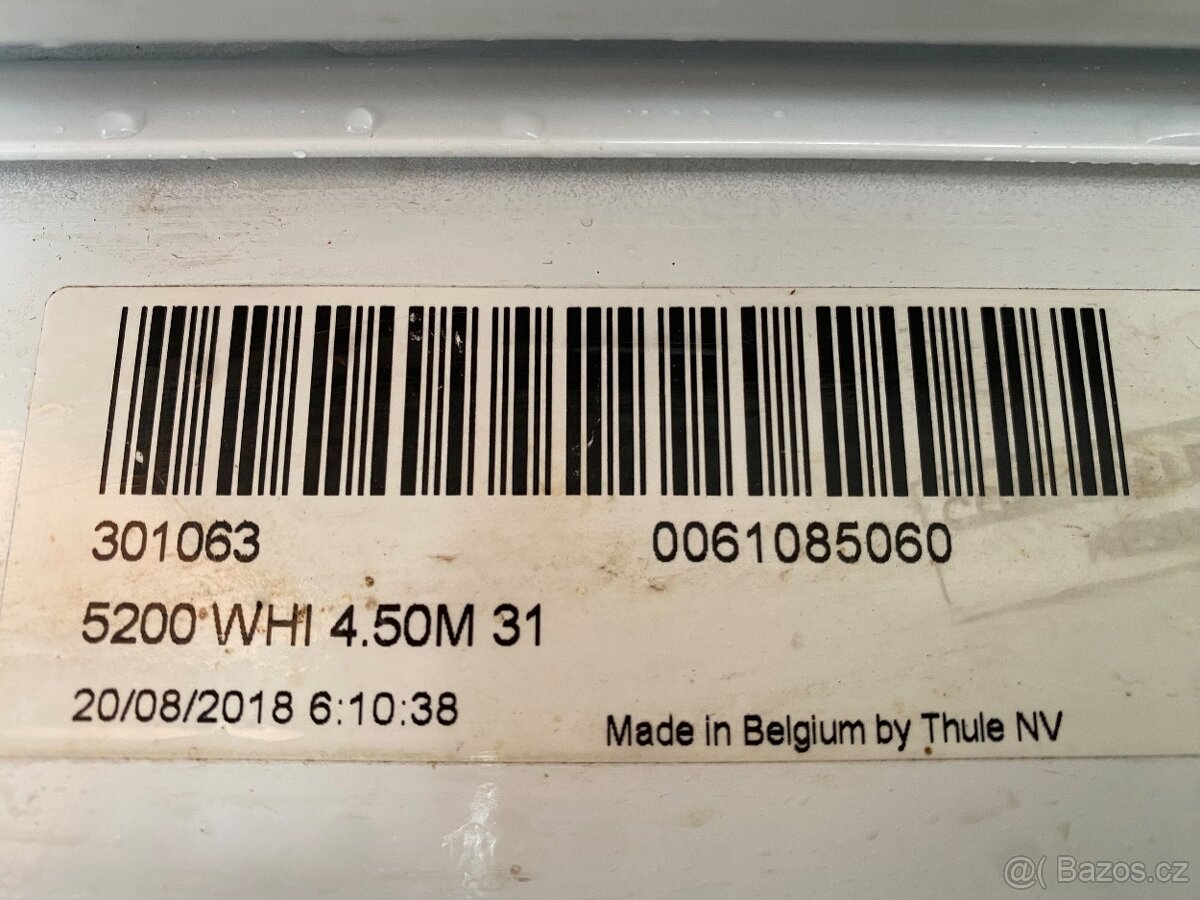 301063 0061085060
5200 WHI 4.50M 31
20/08/2018 6:10:38
Made in Belgium by Thule NV
@( Bazos.cz